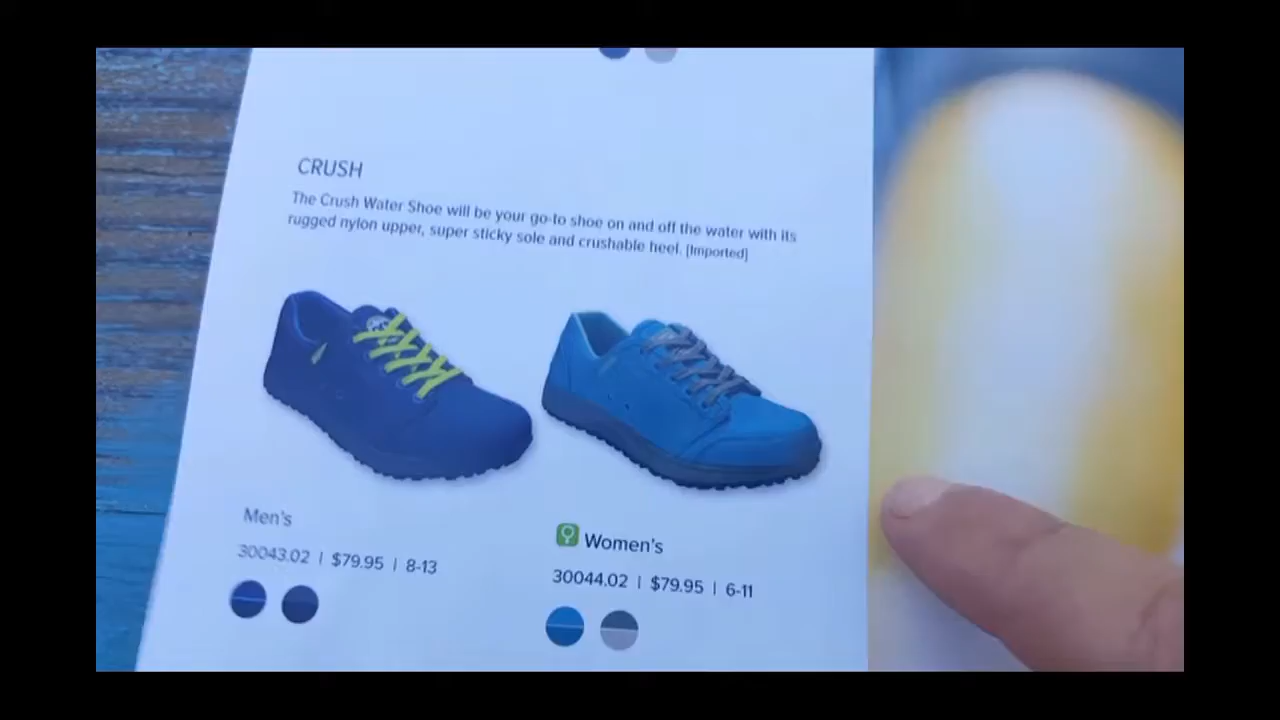 CRUSH
The Crush Water Shoe will be your go-to shoe on and off the water with its
rugged nylon upper, super sticky sole and crushable heel. [Imported]
Men's
30043.02 | $79.95 | 8-13
Women's
30044.02 | $79.95 | 6-11